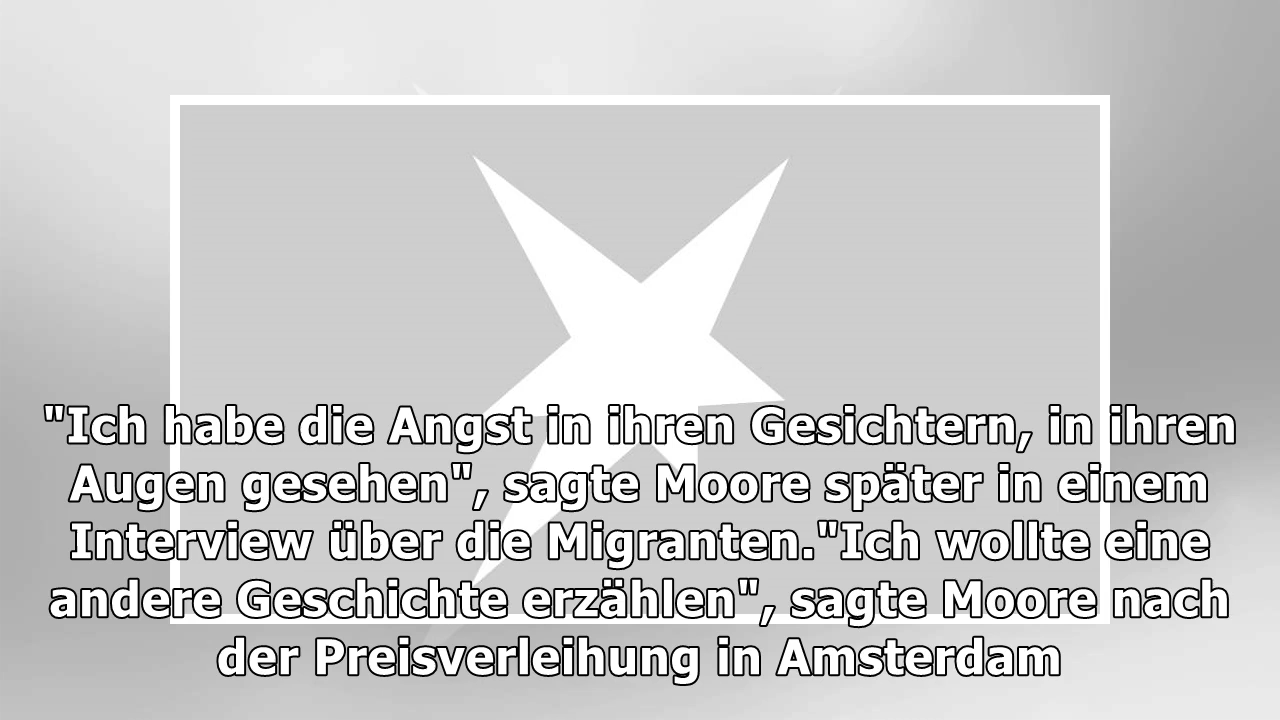 "Ich habe die Angst in ihren Gesichtern, in ihren
Augen gesehen", sagte Moore später in einem
Interview über die Migranten."Ich wollte eine
andere Geschichte erzählen", sagte Moore nach
der Preisverleihung in Amsterdam